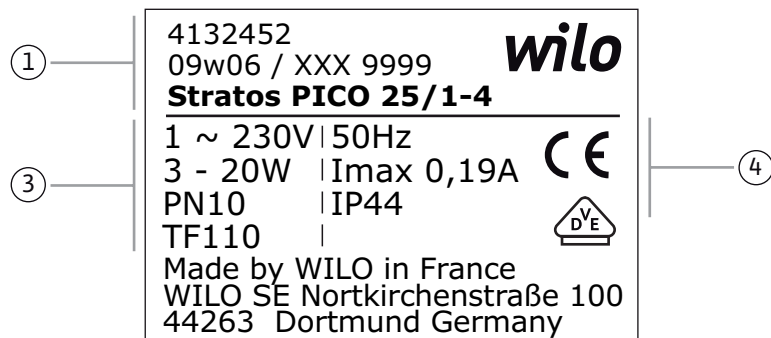 4132452
09w06 / XXX 9999
wilo
Stratos PICO 25/1-4
1 ~ 230V 50Hz
3 - 20W Imax 0,19A
PN10 IP44
TF110
CE
DVE
Made by WILO in France
WILO SE Nortkirchenstraße 100
44263 Dortmund Germany
1
3
4